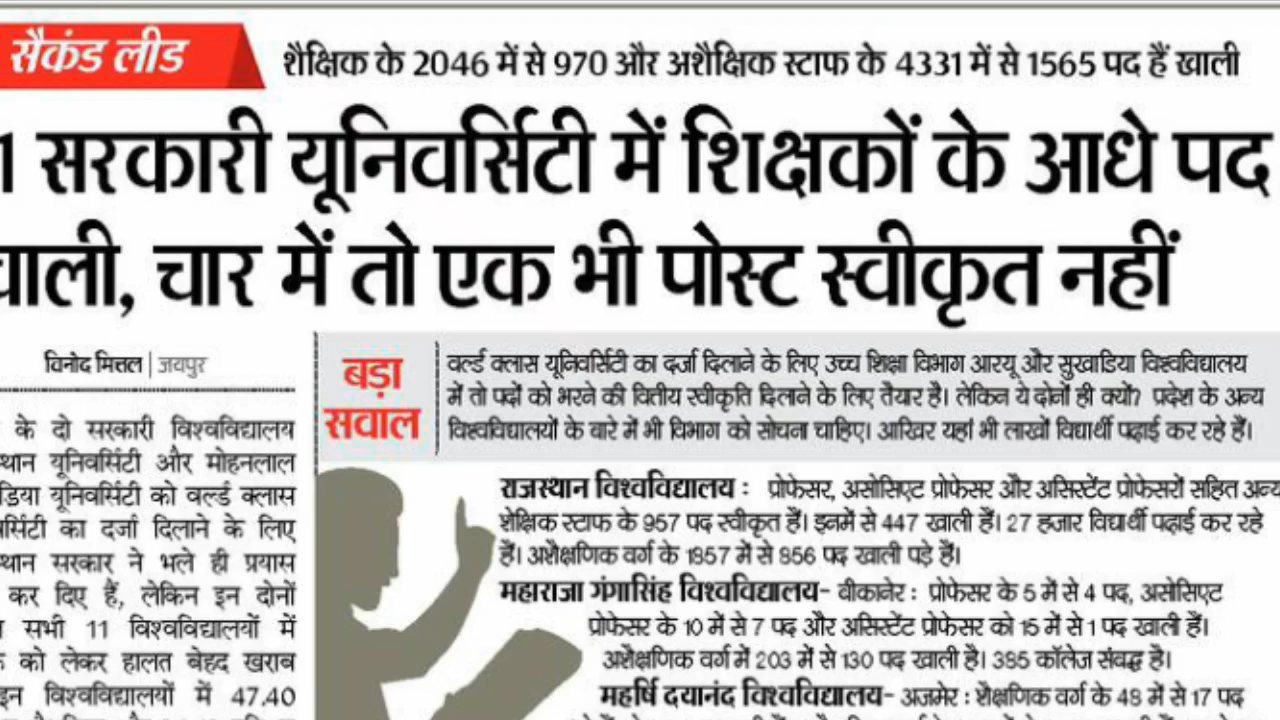 सैकंड लीड
शैक्षिक के 2046 में से 970 और अशैक्षिक स्टाफ के 4331 में से 1565 पद हैं खाली
1 सरकारी यूनिवर्सिटी में शिक्षकों के आधे पद
ाली, चार में तो एक भी पोस्ट स्वीकृत नहीं
विनोद मित्तल | जयपुर
के दो सरकारी विश्वविद्यालय
थान यूनिवर्सिटी और मोहनलाल
डिया यूनिवर्सिटी को वर्ल्ड क्लास
र्सिटी का दर्जा दिलाने के लिए
थान सरकार ने भले ही प्रयास
कर दिए हैं, लेकिन इन दोनों
सभी 11 विश्वविद्यालयों में
को लेकर हालत बेहद खराब
इन विश्वविद्यालयों में 47.40
बड़ा
सवाल
वर्ल्ड क्लास यूनिवर्सिटी का दर्जा दिलाने के लिए उच्च शिक्षा विभाग आरयू और सुखाडिया विश्वविद्यालय
में तो पदों को भरने की वित्तीय स्वीकृति दिलाने के लिए तैयार है। लेकिन ये दोनों ही क्यों? प्रदेश के अन्य
विश्वविद्यालयों के बारे में भी विभाग को सोचना चाहिए। आखिर यहां भी लाखों विद्यार्थी पढ़ाई कर रहे हैं।
राजस्थान विश्वविद्यालय : प्रोफेसर, असोसिएट प्रोफेसर और असिस्टेंट प्रोफेसरों सहित अन्य
शेक्षिक स्टाफ के 957 पद स्वीकृत हैं। इनमें से 447 खाली हैं। 27 हजार विद्यार्थी पढ़ाई कर रहे
हैं। अशैक्षणिक वर्ग के 1857 में से 856 पद खाली पड़े हैं।
महाराजा गंगासिंह विश्वविद्यालय- बीकानेर : प्रोफेसर के 5 में से 4 पद, असोसिएट
प्रोफेसर के 10 में से 7 पद और असिस्टेंट प्रोफेसर को 15 में से 1 पद खाली हैं।
अशैक्षणिक वर्ग में 203 में से 130 पद खाली है। 385 कॉलेज संबद्ध है।
महर्षि दयानंद विश्वविद्यालय- अजमेर : शैक्षणिक वर्ग के 48 में से 17 पद